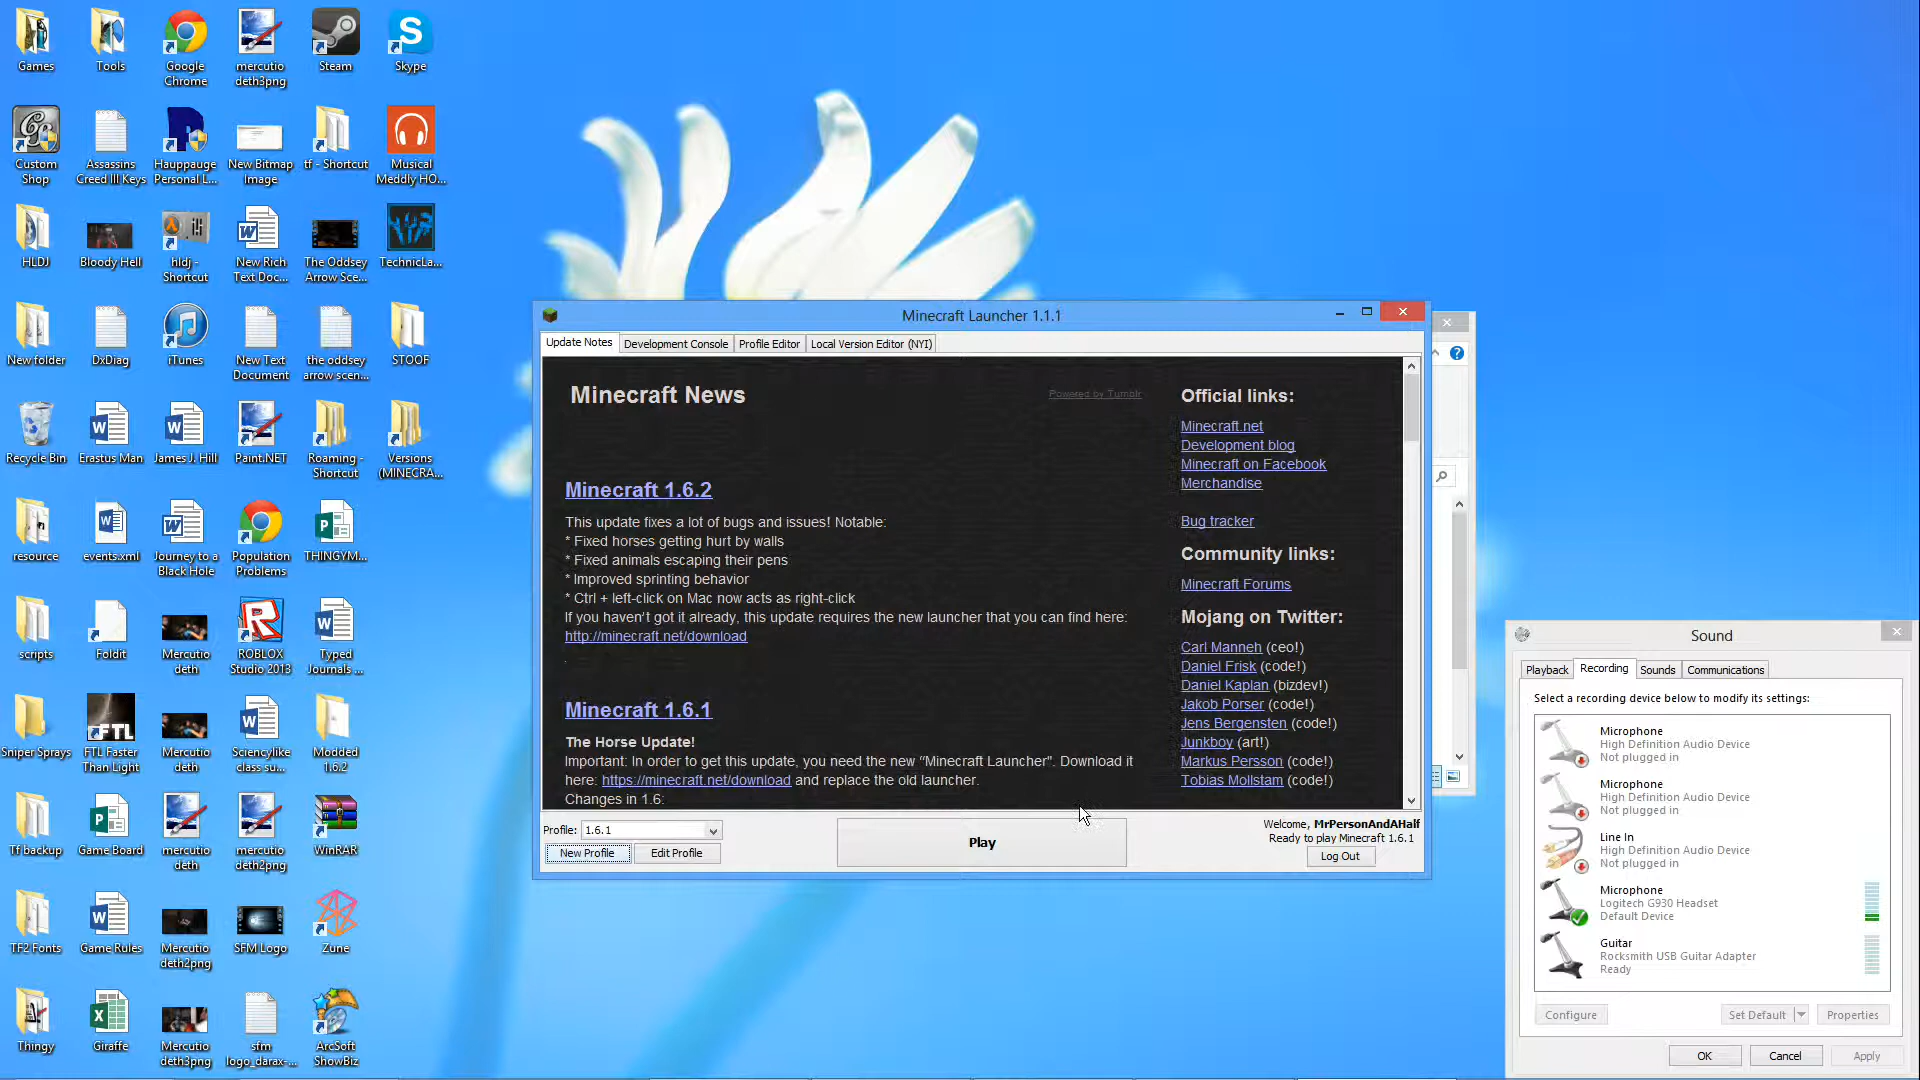 Games
Tools
Google
Chrome
mercutio
deth3png
Steam
Skype
Custom
Shop
Assassins
Creed III Keys
Hauppauge
Personal L...
New Bitmap
Image
tf - Shortcut
Musical
Meddly HO...
HLDJ
Bloody Hell
hldj -
Shortcut
New Rich
Text Doc...
The Oddsey
Arrow Sce...
TechnicLa...
New folder
DxDiag
iTunes
New Text
Document
the oddsey
arrow scen...
STOOF
Recycle Bin
Erastus Man
James J. Hill
Paint.NET
Roaming -
Shortcut
Versions
(MINECRA...
resource
events.xml
Journey to a
Black Hole
Population
Problems
THINGYM...
scripts
Foldit
Mercutio
deth
ROBLOX
Studio 2013
Typed
Journals ...
Sniper Sprays
FTL
FTL Faster
Than Light
Mercutio
deth
Sciencylike
class su...
Modded
1.6.2
Tf backup
Game Board
mercutio
deth
mercutio
deth2png
WinRAR
TF2 Fonts
Game Rules
Mercutio
deth2png
SFM Logo
Zune
Thingy
Giraffe
Mercutio
deth3png
sfm
logo_darax-...
ArcSoft
ShowBiz
Minecraft Launcher 1.1.1
Update Notes
Development Console
Profile Editor
Local Version Editor (NYI)
Minecraft News
Powered by Tumblr
Minecraft 1.6.2
This update fixes a lot of bugs and issues! Notable:
* Fixed horses getting hurt by walls
* Fixed animals escaping their pens
* Improved sprinting behavior
* Ctrl + left-click on Mac now acts as right-click
If you haven't got it already, this update requires the new launcher that you can find here:
http://minecraft.net/download
.
Minecraft 1.6.1
The Horse Update!
Important: In order to get this update, you need the new "Minecraft Launcher". Download it
here: https://minecraft.net/download and replace the old launcher.
Changes in 1.6:
Official links:
Minecraft.net
Development blog
Minecraft on Facebook
Merchandise
Bug tracker
Community links:
Minecraft Forums
Mojang on Twitter:
Carl Manneh (ceo!)
Daniel Frisk (code!)
Daniel Kaplan (bizdev!)
Jakob Porser (code!)
Jens Bergensten (code!)
Junkboy (art!)
Markus Persson (code!)
Tobias Mollstam (code!)
Profile: 1.6.1
New Profile
Edit Profile
Play
Welcome, MrPersonAndAHalf
Ready to play Minecraft 1.6.1
Log Out
Sound
Playback
Recording
Sounds
Communications
Select a recording device below to modify its settings:
Microphone
High Definition Audio Device
Not plugged in
Microphone
High Definition Audio Device
Not plugged in
Line In
High Definition Audio Device
Not plugged in
Microphone
Logitech G930 Headset
Default Device
Guitar
Rocksmith USB Guitar Adapter
Ready
Configure
Set Default
Properties
OK
Cancel
Apply